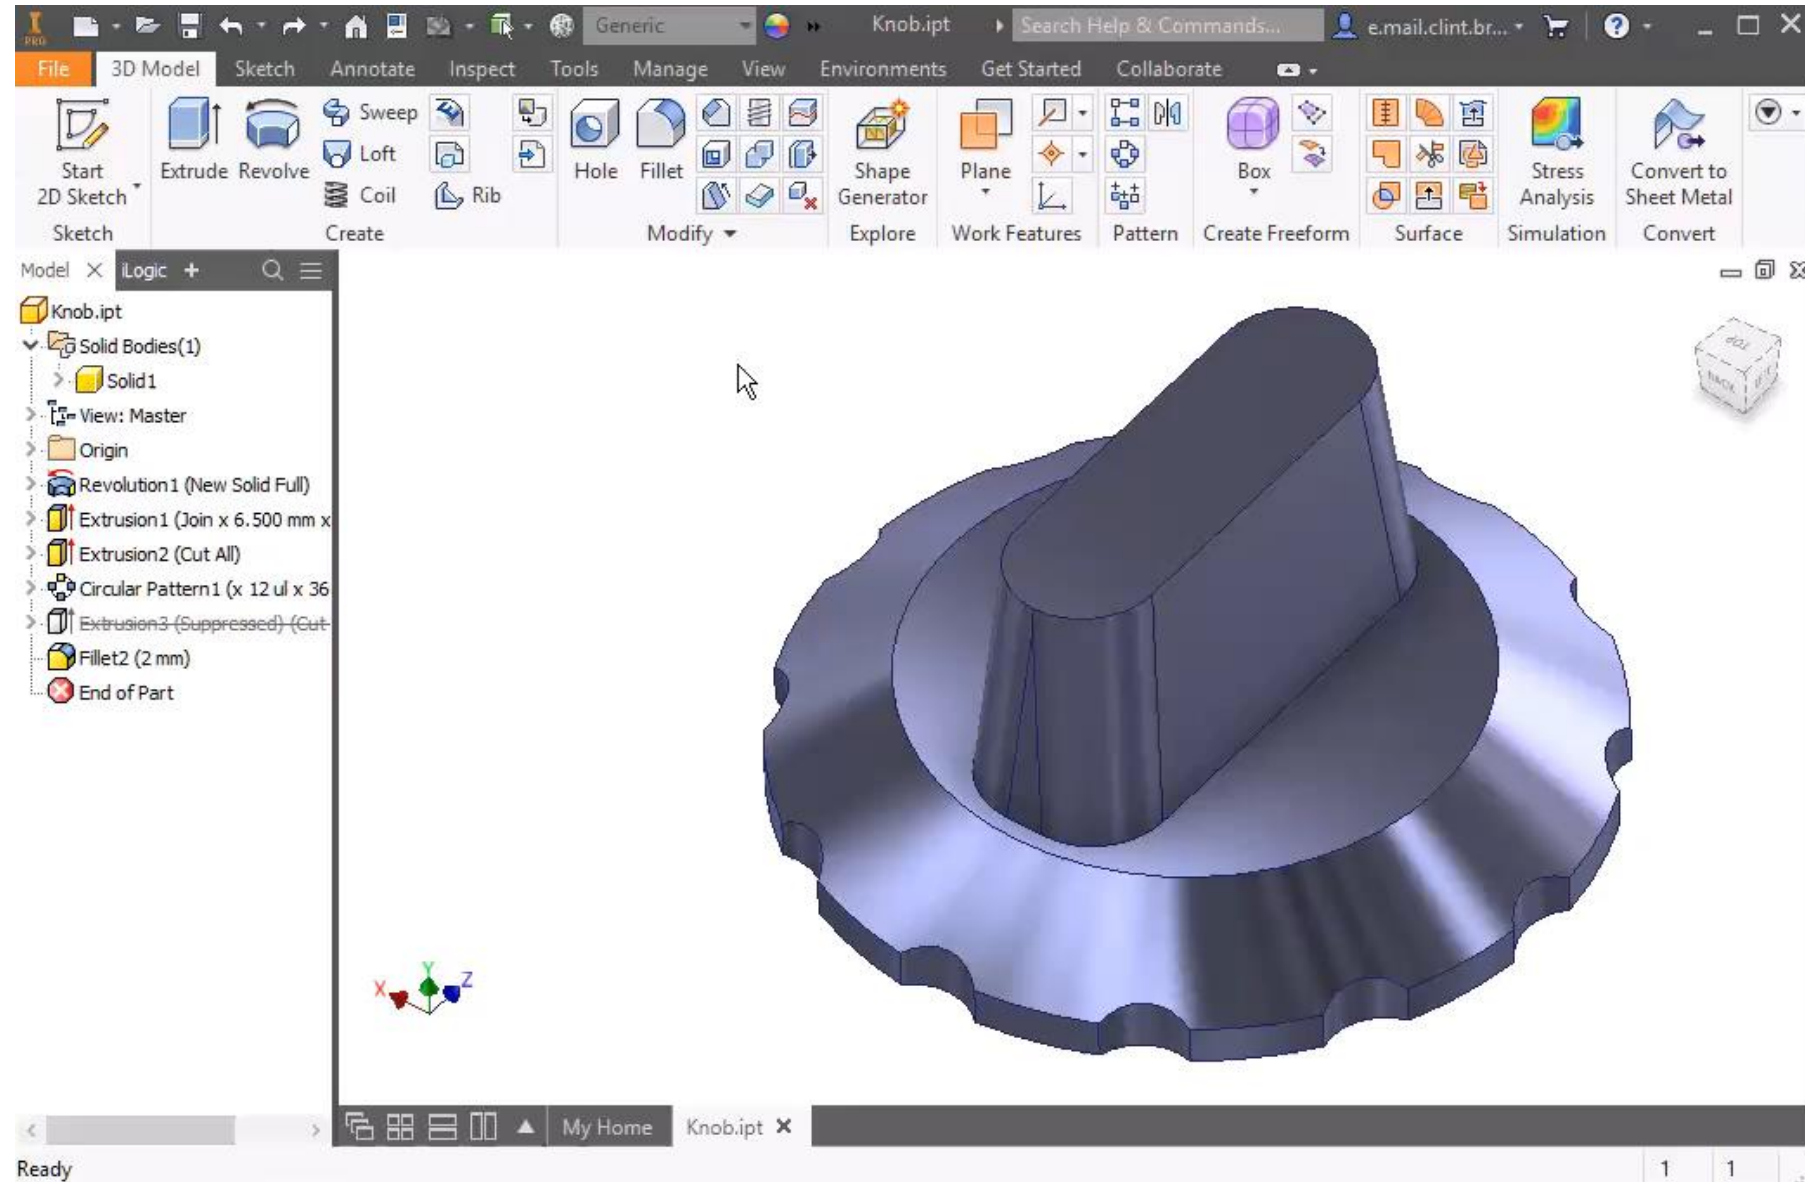 PRO
Generic
Knob.ipt
Search Help & Commands...
e.mail.clint.br...
File 3D Model Sketch Annotate Inspect Tools Manage View Environments Get Started Collaborate
Start
2D Sketch
Extrude Revolve
Sweep
Loft
Coil
Rib
Hole Fillet
Shape
Generator
Plane
Box
Stress
Analysis
Convert to
Sheet Metal
Sketch Create Modify Explore Work Features Pattern Create Freeform Surface Simulation Convert
Model iLogic +
Knob.ipt
Solid Bodies(1)
Solid1
View: Master
Origin
Revolution1 (New Solid Full)
Extrusion1 (Join x 6.500 mm x
Extrusion2 (Cut All)
Circular Pattern1 (x 12 ul x 36
Extrusion3 (Suppressed) (Cut
Fillet2 (2 mm)
End of Part
TOP
BACK
X Y Z
My Home Knob.ipt
Ready
1 1